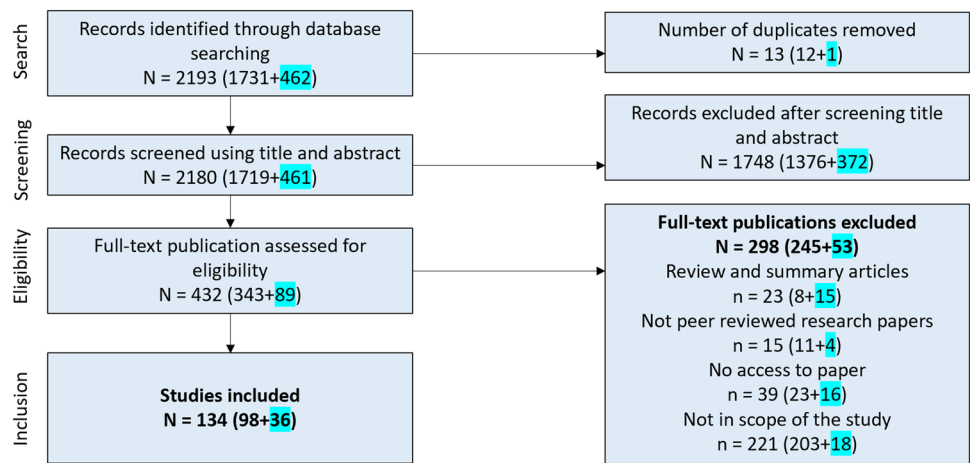 Search
Records identified through database
searching
N = 2193 (1731+462)
Number of duplicates removed
N = 13 (12+1)
Screening
Records screened using title and abstract
N = 2180 (1719+461)
Records excluded after screening title
and abstract
N = 1748 (1376+372)
Eligibility
Full-text publication assessed for
eligibility
N = 432 (343+89)
Full-text publications excluded
N = 298 (245+53)
Review and summary articles
n = 23 (8+15)
Not peer reviewed research papers
n = 15 (11+4)
No access to paper
n = 39 (23+16)
Not in scope of the study
n = 221 (203+18)
Inclusion
Studies included
N = 134 (98+36)